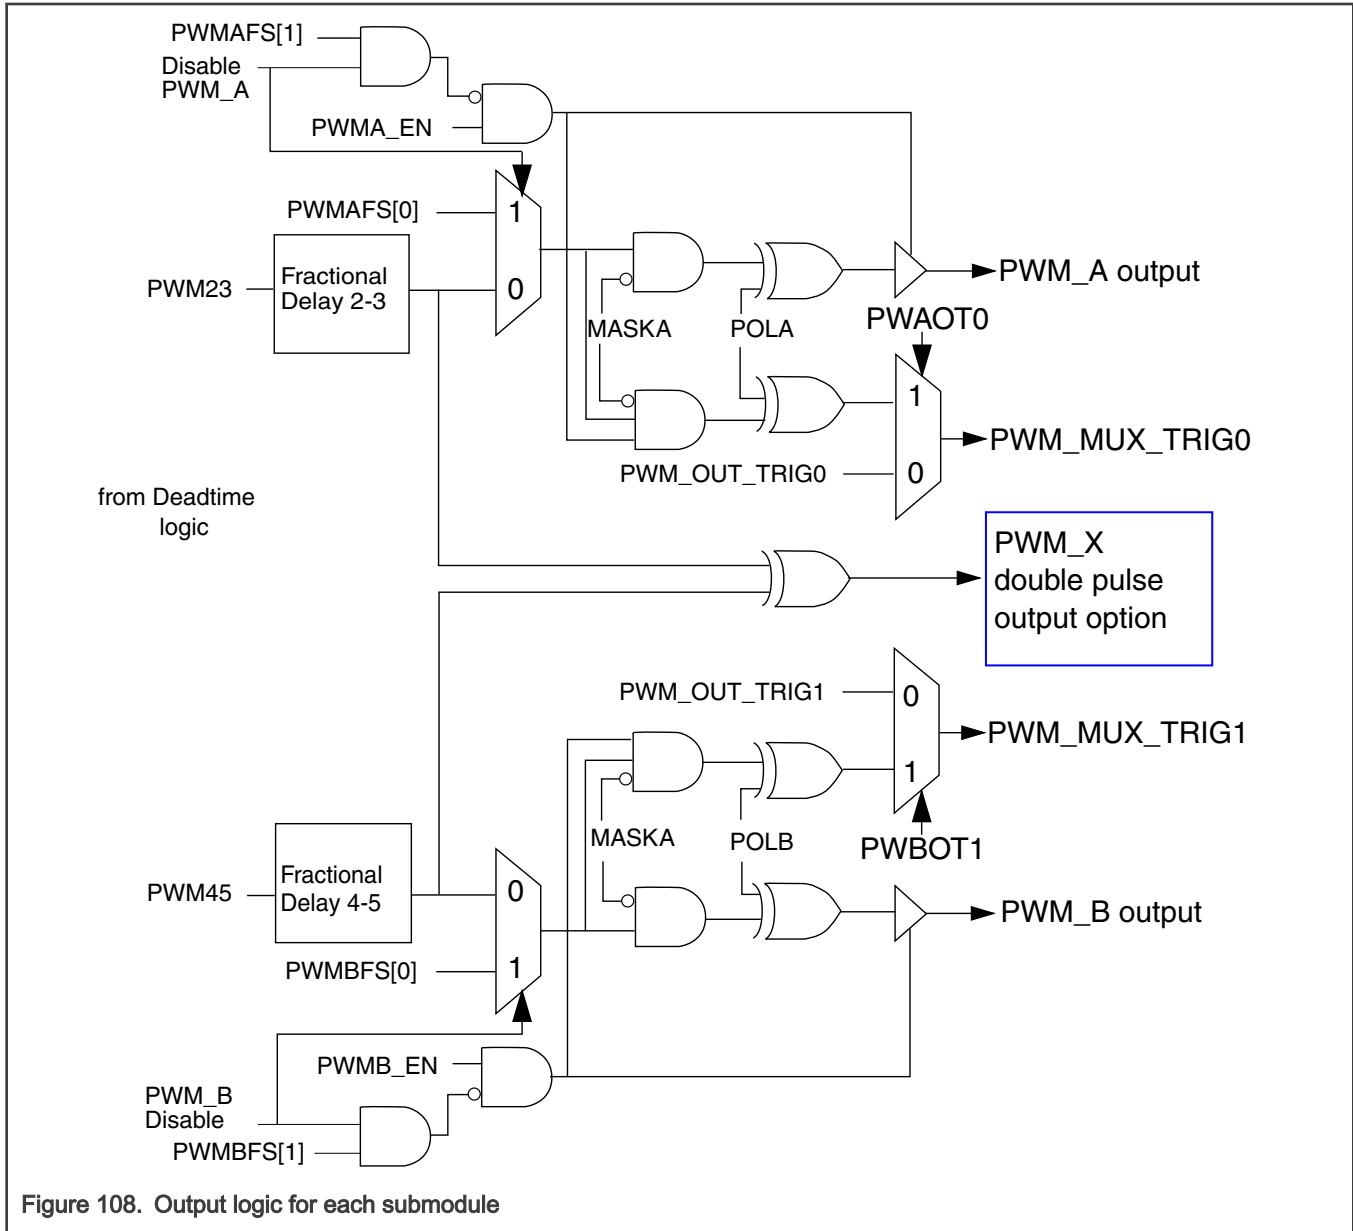 PWMAFS[1]
Disable
PWM_A
PWMA_EN
PWMAFS[0]
1
PWM23
Fractional
Delay 2-3
0
PWM_A output
MASKA
POLA
PWAOT0
1
PWM_MUX_TRIG0
PWM_OUT_TRIG0
0
from Deadtime
logic
PWM_X
double pulse
output option
PWM_OUT_TRIG1
0
PWM_MUX_TRIG1
1
MASKA
POLB
PWBOT1
PWM45
Fractional
Delay 4-5
0
PWM_B output
PWMBFS[0]
1
PWMB_EN
PWM_B
Disable
PWMBFS[1]
Figure 108. Output logic for each submodule